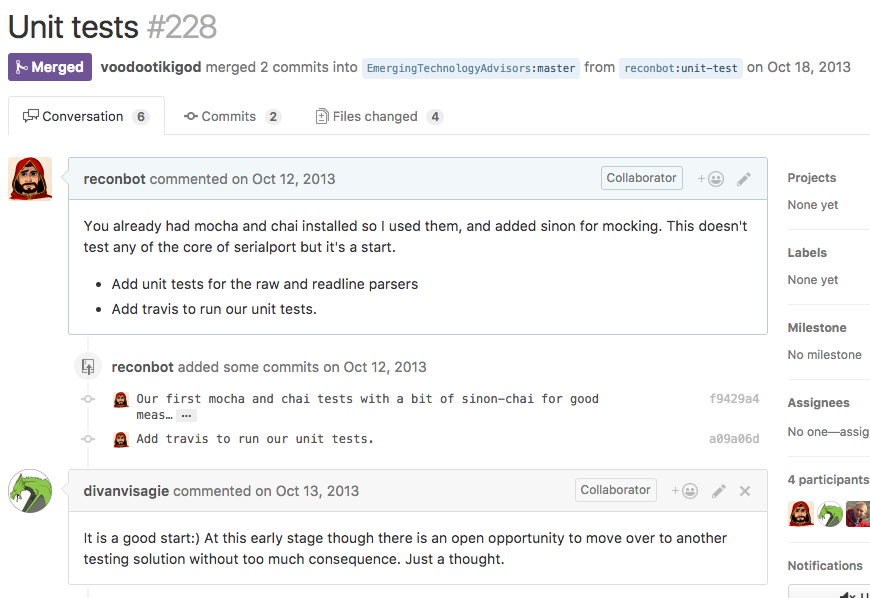 Unit tests #228
Merged voodootikigod merged 2 commits into EmergingTechnologyAdvisors:master from reconbot:unit-test on Oct 18, 2013
Conversation 6 Commits 2 Files changed 4
reconbot commented on Oct 12, 2013 Collaborator +
You already had mocha and chai installed so I used them, and added sinon for mocking. This doesn't
test any of the core of serialport but it's a start.
• Add unit tests for the raw and readline parsers
• Add travis to run our unit tests.
reconbot added some commits on Oct 12, 2013
Our first mocha and chai tests with a bit of sinon-chai for good f9429a4
meas… …
Add travis to run our unit tests. a09a06d
divanvisagie commented on Oct 13, 2013 Collaborator +
It is a good start:) At this early stage though there is an open opportunity to move over to another
testing solution without too much consequence. Just a thought.
Projects
None yet
Labels
None yet
Milestone
No milestone
Assignees
No one—assig
4 participants
Notifications